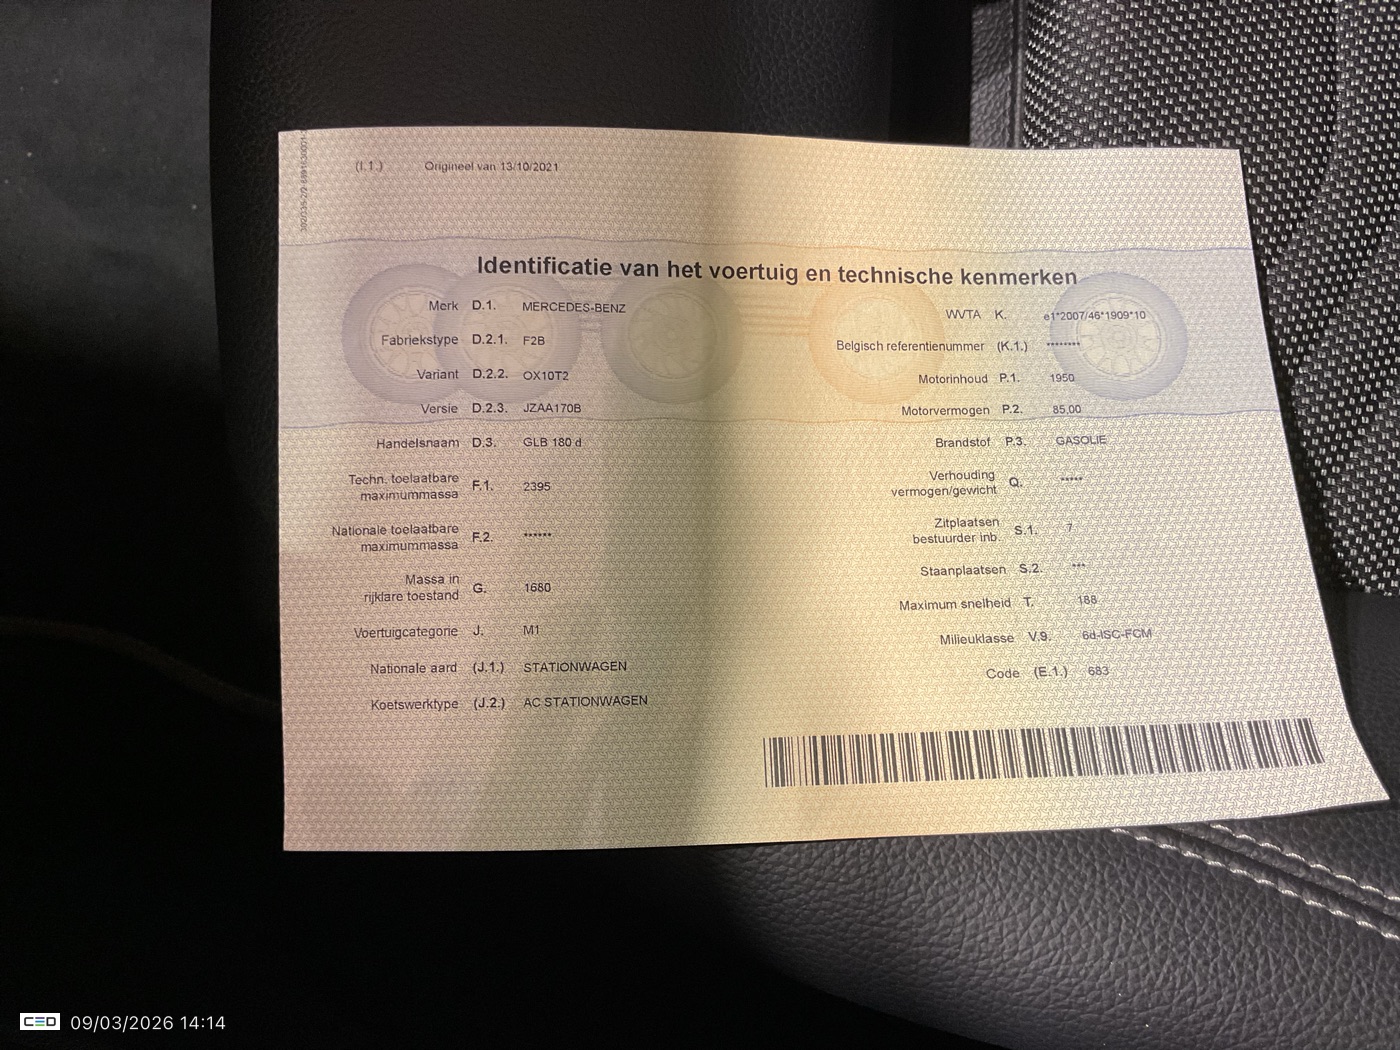 (I.1.) Origineel van 13/10/2021
Identificatie van het voertuig en technische kenmerken
Merk D.1. MERCEDES-BENZ
Fabriekstype D.2.1. F2B
Variant D.2.2. OX10T2
Versie D.2.3. JZAA170B
Handelsnaam D.3. GLB 180 d
Techn. toelaatbare
maximummassa F.1. 2395
Nationale toelaatbare
maximummassa F.2. ******
Massa in
rijklare toestand G. 1680
Voertuigcategorie J. M1
Nationale aard (J.1.) STATIONWAGEN
Koetswerktype (J.2.) AC STATIONWAGEN
WVTA K. e1*2007/46*1909*10
Belgisch referentienummer (K.1.) ********
Motorinhoud P.1. 1950
Motorvermogen P.2. 85.00
Brandstof P.3. GASOLIE
Verhouding
vermogen/gewicht Q. *****
Zitplaatsen
bestuurder inb. S.1. 7
Staanplaatsen S.2. ***
Maximum snelheid T. 188
Milieuklasse V.9. 6d-ISC-FCM
Code (E.1.) 683
CED 09/03/2026 14:14